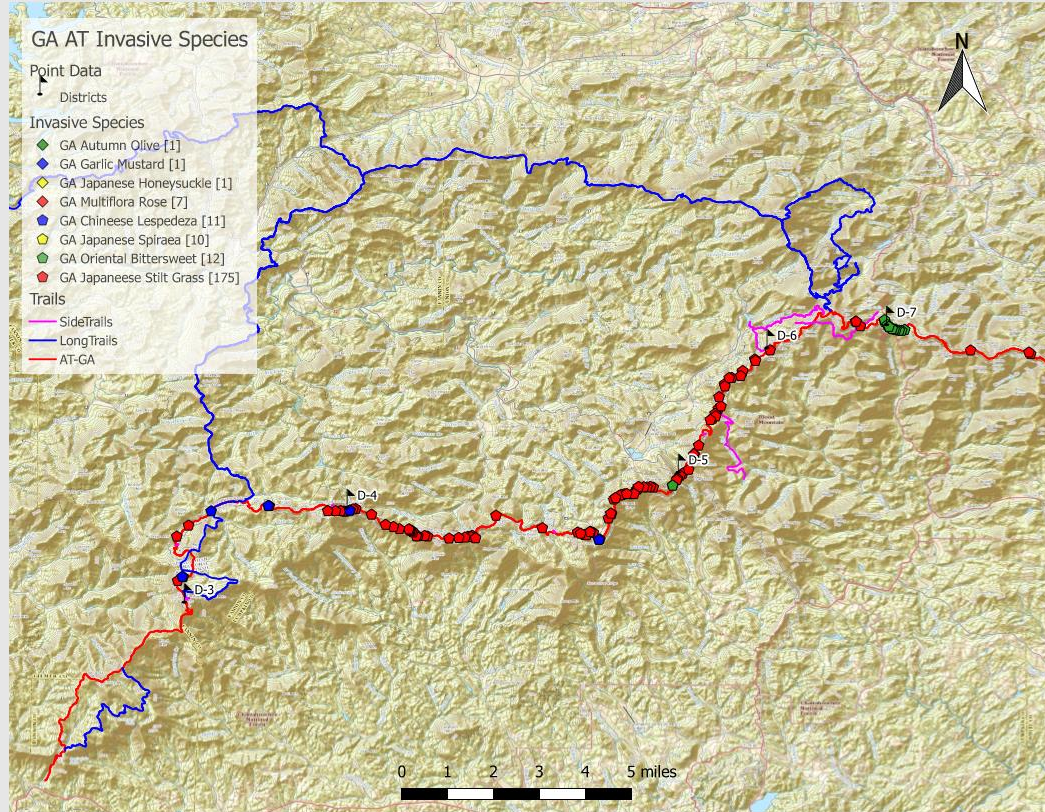 GA AT Invasive Species
Point Data
Districts
Invasive Species
GA Autumn Olive [1]
GA Garlic Mustard [1]
GA Japanese Honeysuckle [1]
GA Multiflora Rose [7]
GA Chineese Lespedeza [11]
GA Japanese Spiraea [10]
GA Oriental Bittersweet [12]
GA Japaneese Stilt Grass [175]
Trails
SideTrails
LongTrails
AT-GA
N
D-7
D-6
D-5
D-4
D-3
0 1 2 3 4 5 miles